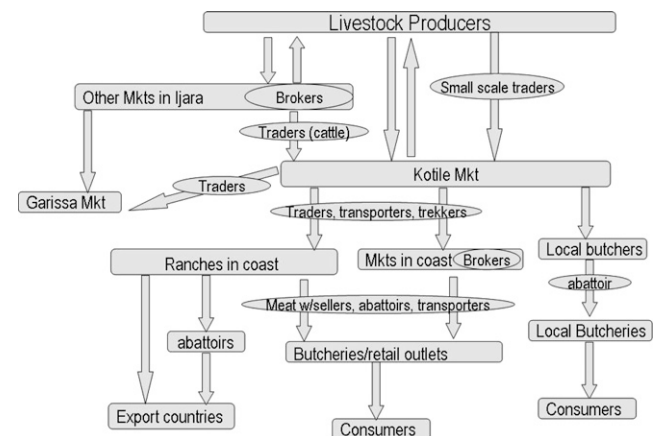 Livestock Producers
Small scale traders
Other Mkts in Ijara
Brokers
Traders (cattle)
Kotile Mkt
Traders
Garissa Mkt
Traders, transporters, trekkers
Local butchers
Ranches in coast
Mkts in coast
Brokers
abattoir
Meat w/sellers, abattoirs, transporters
Local Butcheries
abattoirs
Butcheries/retail outlets
Export countries
Consumers
Consumers